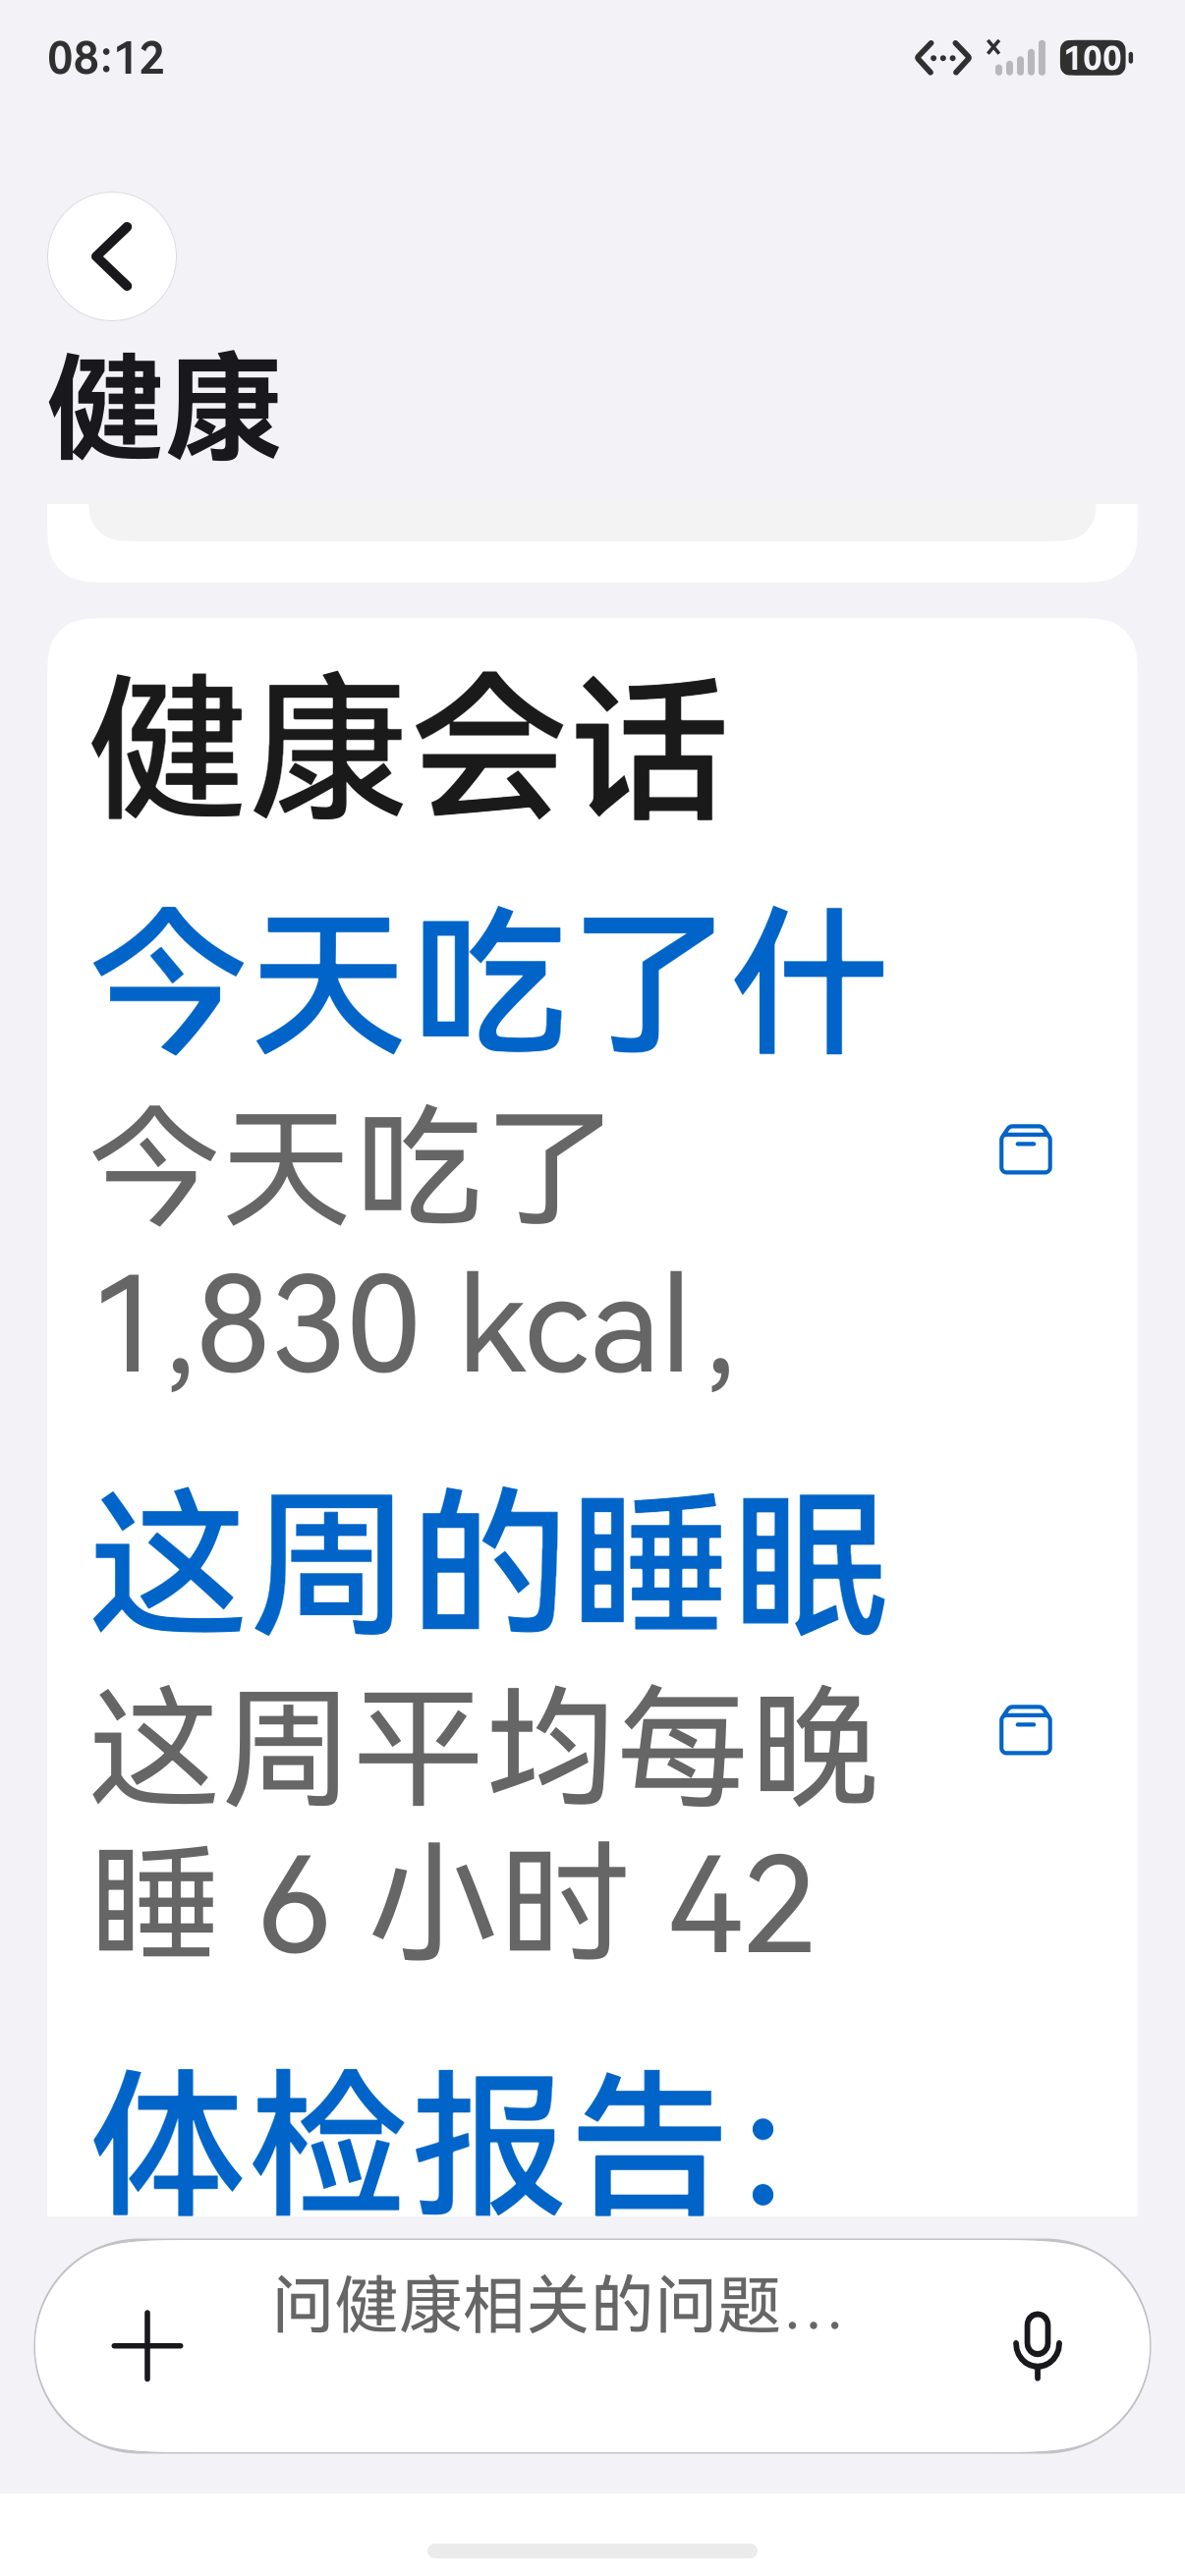 08:12
100
健康
健康会话
今天吃了什
今天吃了
1,830 kcal，
这周的睡眠
这周平均每晚
睡 6 小时 42
体检报告：
问健康相关的问题…